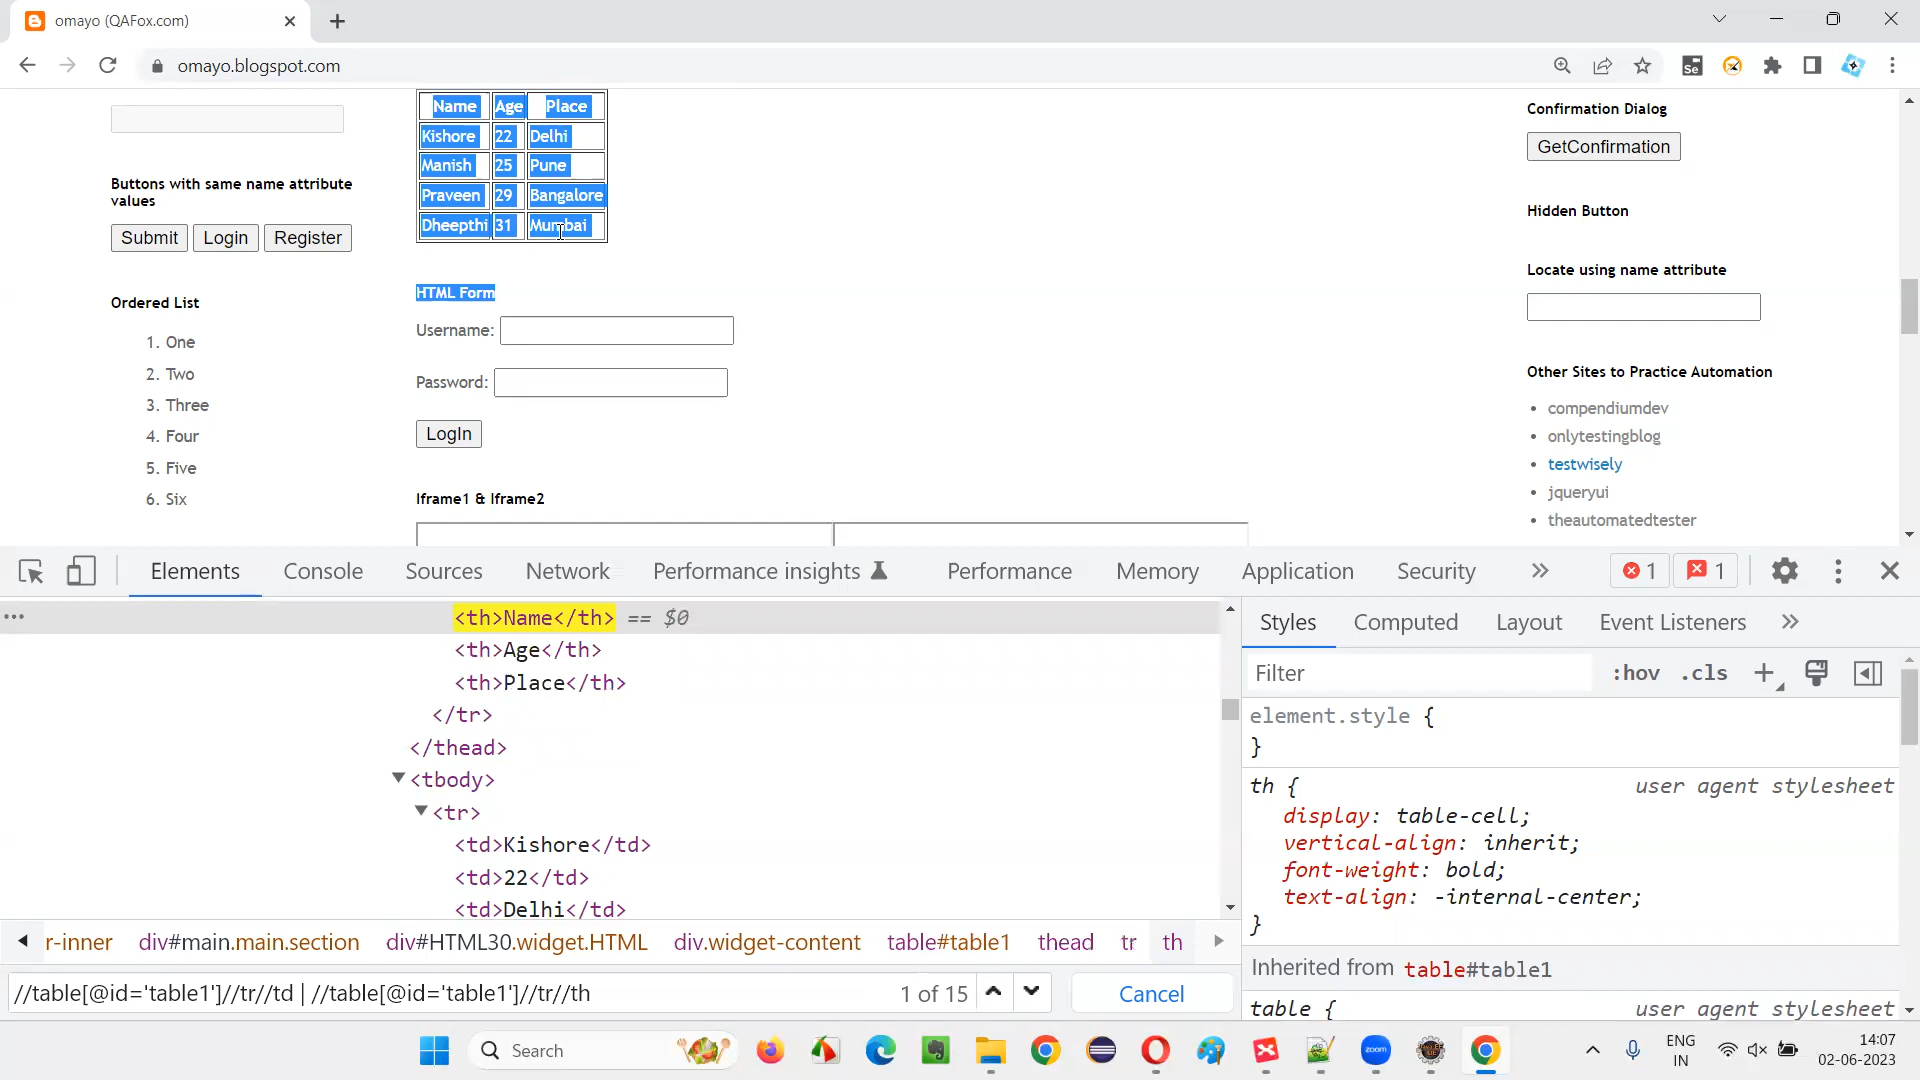 omayo (QAFox.com)
omayo.blogspot.com
Se
Name Age Place
Kishore 22 Delhi
Manish 25 Pune
Praveen 29 Bangalore
Dheepthi 31 Mumbai
Buttons with same name attribute
values
Submit Login Register
Ordered List
1. One
2. Two
3. Three
4. Four
5. Five
6. Six
HTML Form
Username:
Password:
LogIn
Iframe1 & Iframe2
Confirmation Dialog
GetConfirmation
Hidden Button
Locate using name attribute
Other Sites to Practice Automation
• compendiumdev
• onlytestingblog
• testwisely
• jqueryui
• theautomatedtester
Elements Console Sources Network Performance insights Performance Memory Application Security » 1 1
<th>Name</th> == $0
<th>Age</th>
<th>Place</th>
</tr>
</thead>
<tbody>
<tr>
<td>Kishore</td>
<td>22</td>
<td>Delhi</td>
r-inner div#main.main.section div#HTML30.widget.HTML div.widget-content table#table1 thead tr th
//table[@id='table1']//tr//td | //table[@id='table1']//tr//th 1 of 15 Cancel
Styles Computed Layout Event Listeners »
Filter :hov .cls
element.style {
}
th { user agent stylesheet
display: table-cell;
vertical-align: inherit;
font-weight: bold;
text-align: -internal-center;
}
Inherited from table#table1
table { user agent stylesheet
Search
zoom
ENG
IN
14:07
02-06-2023